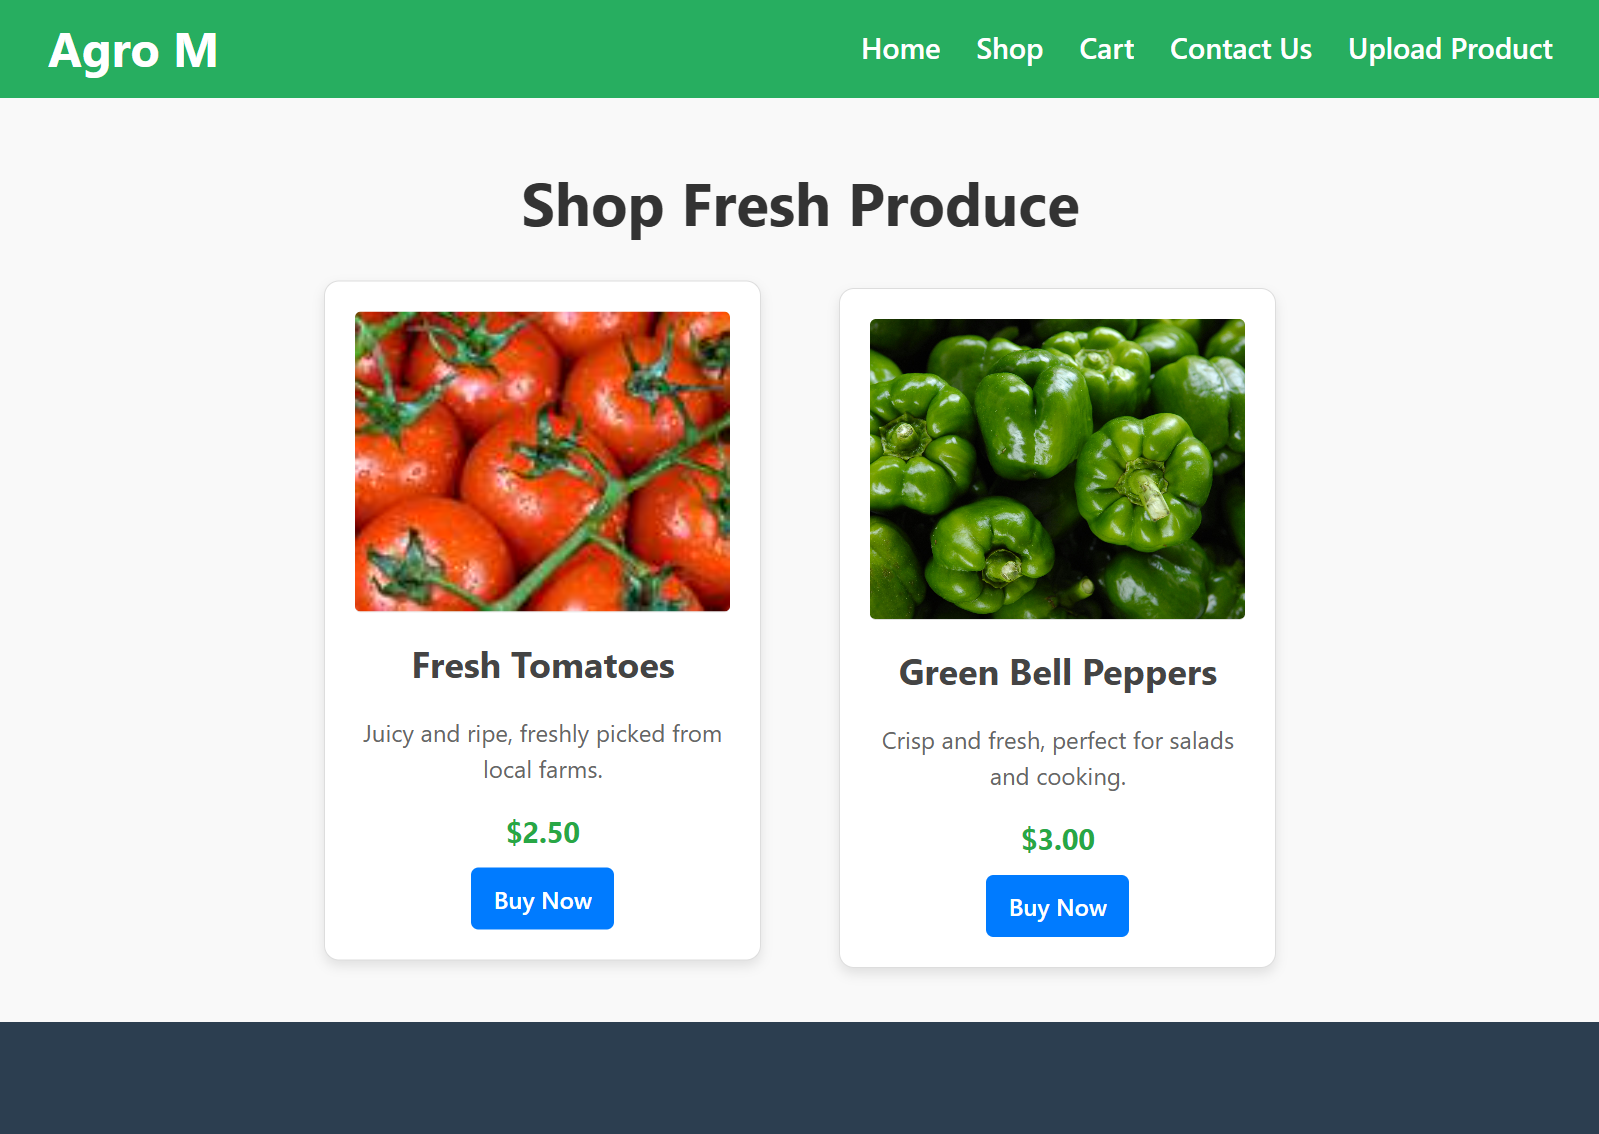 Agro M
Home Shop Cart Contact Us Upload Product
Shop Fresh Produce
Fresh Tomatoes
Juicy and ripe, freshly picked from
local farms.
$2.50
Buy Now
Green Bell Peppers
Crisp and fresh, perfect for salads
and cooking.
$3.00
Buy Now